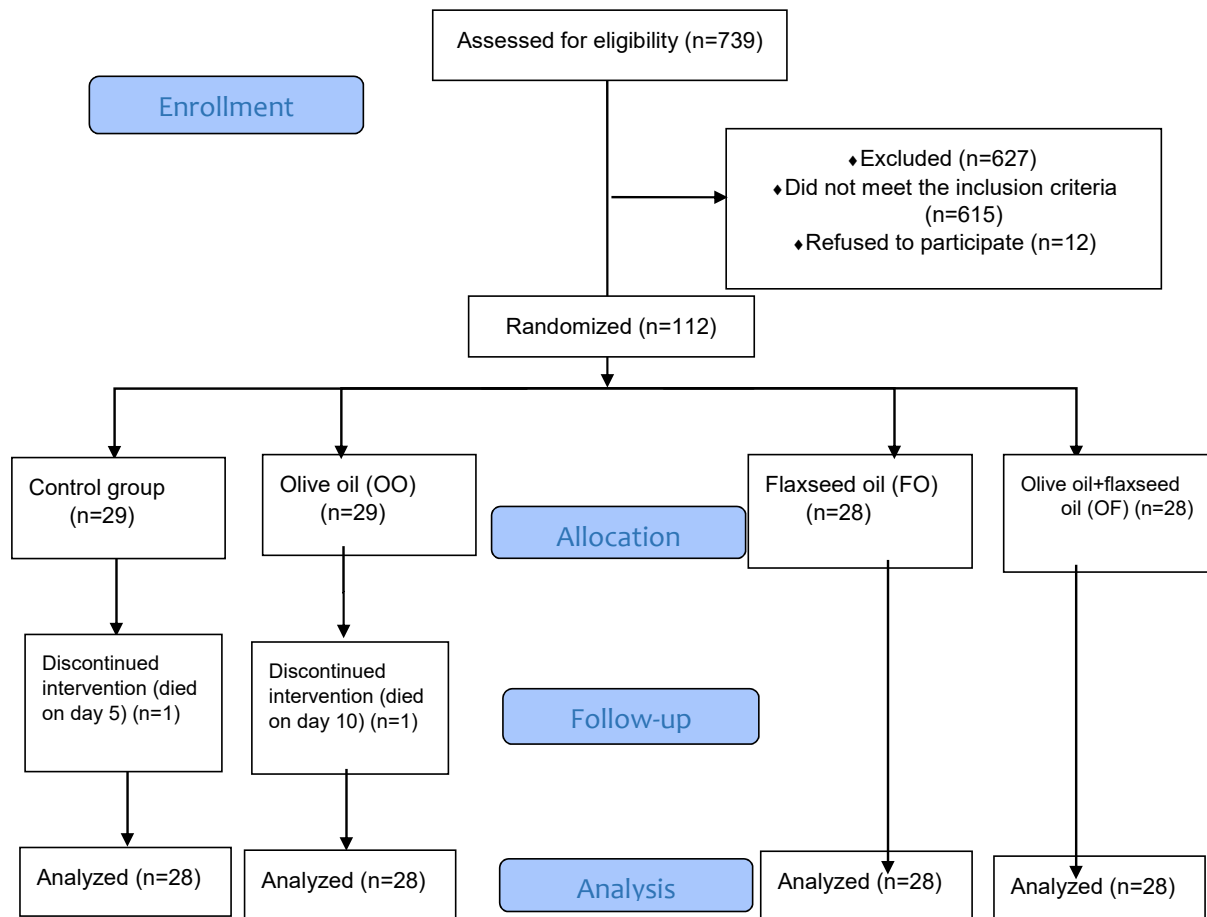 Assessed for eligibility (n=739)
Enrollment
♦Excluded (n=627)
♦Did not meet the inclusion criteria
(n=615)
♦Refused to participate (n=12)
Randomized (n=112)
Control group
(n=29)
Olive oil (OO)
(n=29)
Allocation
Flaxseed oil (FO)
(n=28)
Olive oil+flaxseed
oil (OF) (n=28)
Discontinued
intervention (died
on day 5) (n=1)
Discontinued
intervention (died
on day 10) (n=1)
Follow-up
Analyzed (n=28)
Analyzed (n=28)
Analysis
Analyzed (n=28)
Analyzed (n=28)